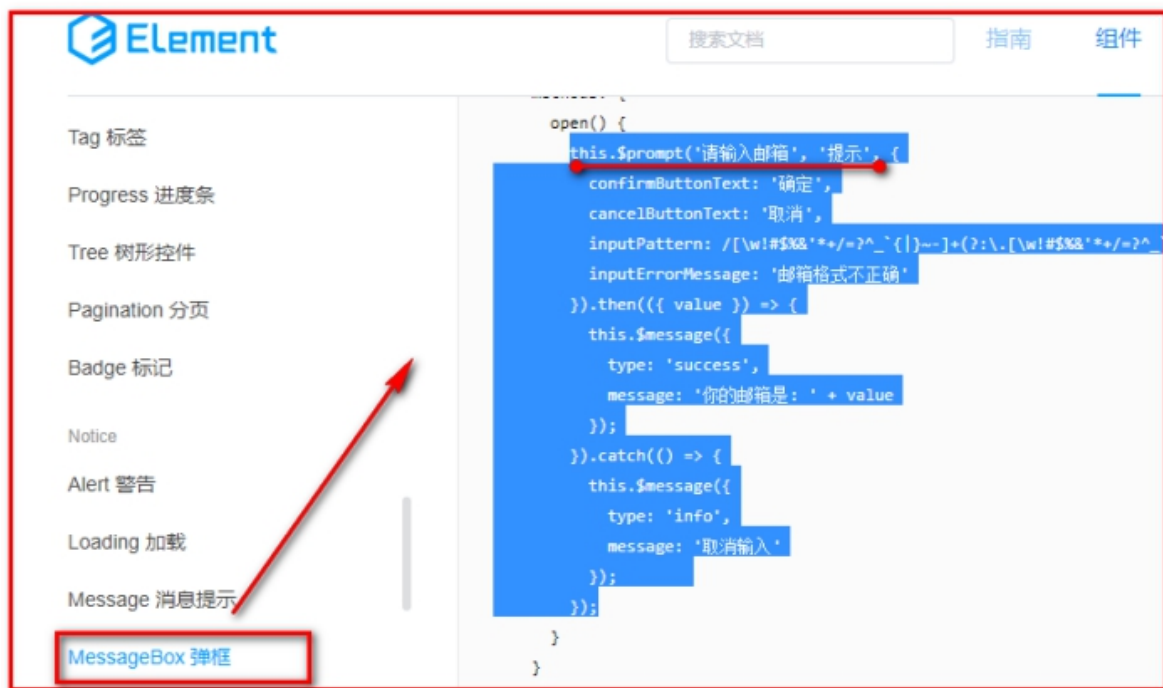 Element
搜索文档
指南
组件
Tag 标签
Progress 进度条
Tree 树形控件
Pagination 分页
Badge 标记
Notice
Alert 警告
Loading 加载
Message 消息提示
MessageBox 弹框
open() {
this.$prompt('请输入邮箱', '提示', {
confirmButtonText: '确定',
cancelButtonText: '取消',
inputPattern: /[\w!#$%&'*+/=?^_`{|}~-]+(?:\.[\w!#$%&'*+/=?^_`
inputErrorMessage: '邮箱格式不正确'
}).then(({ value }) => {
this.$message({
type: 'success',
message: '你的邮箱是: ' + value
});
}).catch(() => {
this.$message({
type: 'info',
message: '取消输入'
});
});
}
}